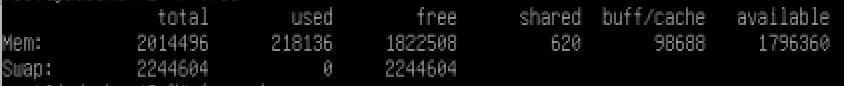 total used free shared buff/cache available
Mem: 2014496 218136 1822508 620 98688 1796360
Swap: 2244604 0 2244604